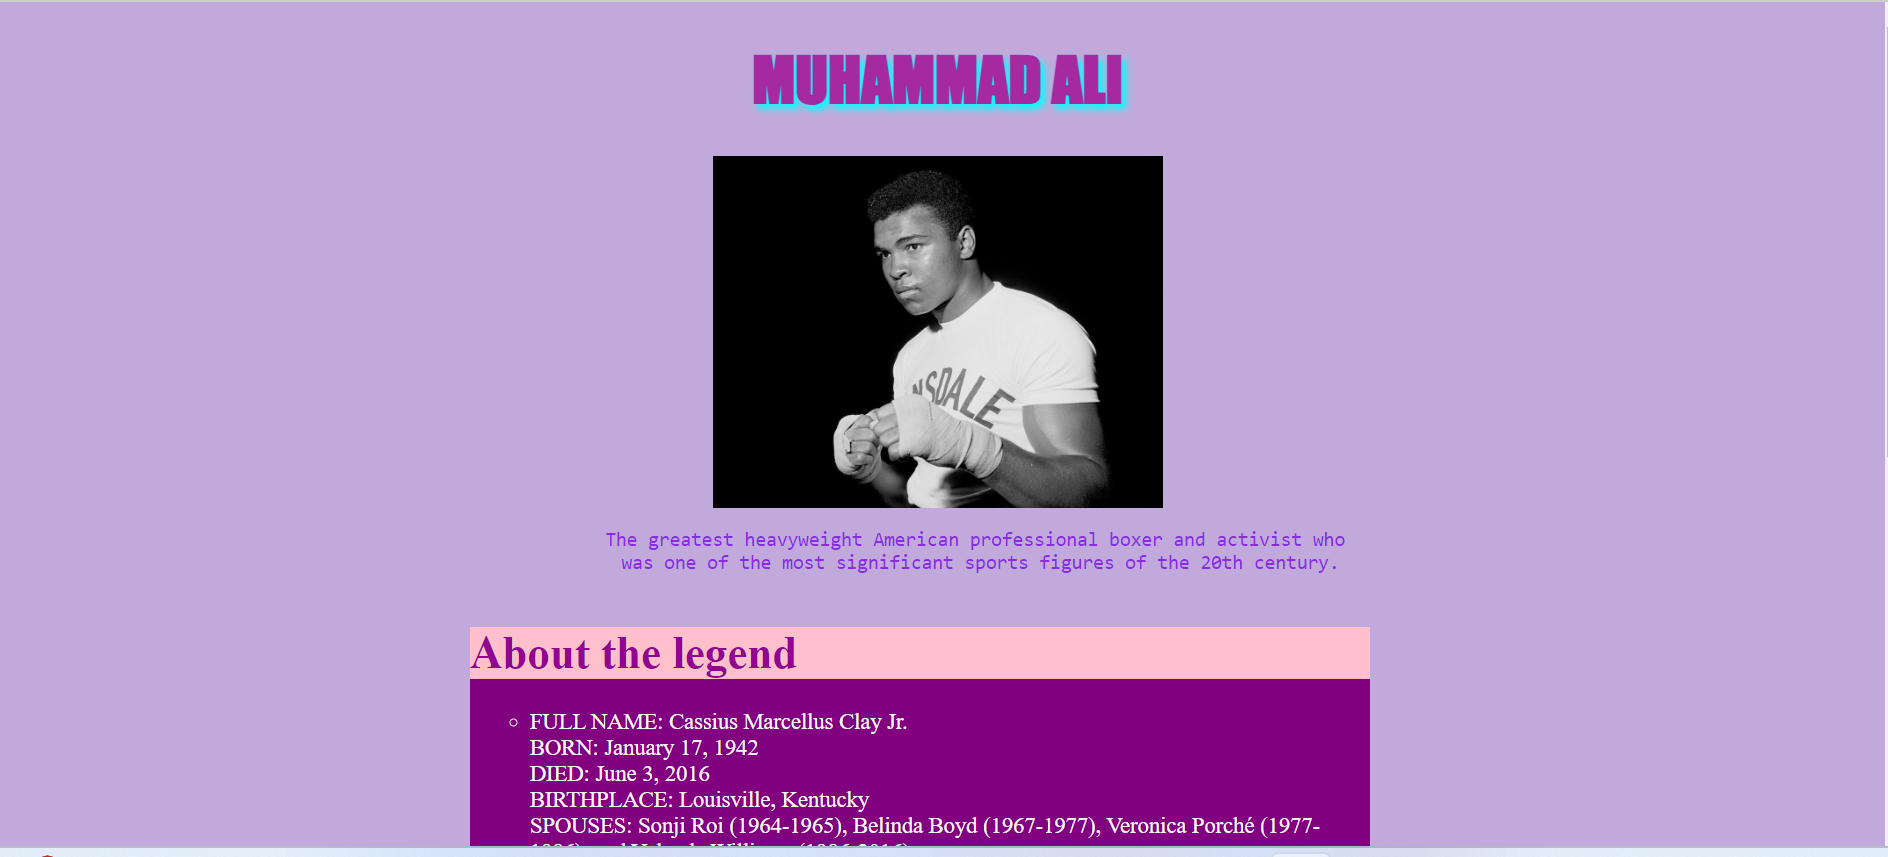 MUHAMMAD ALI
NSDALE
The greatest heavyweight American professional boxer and activist who
was one of the most significant sports figures of the 20th century.
About the legend
FULL NAME: Cassius Marcellus Clay Jr.
BORN: January 17, 1942
DIED: June 3, 2016
BIRTHPLACE: Louisville, Kentucky
SPOUSES: Sonji Roi (1964-1965), Belinda Boyd (1967-1977), Veronica Porché (1977-